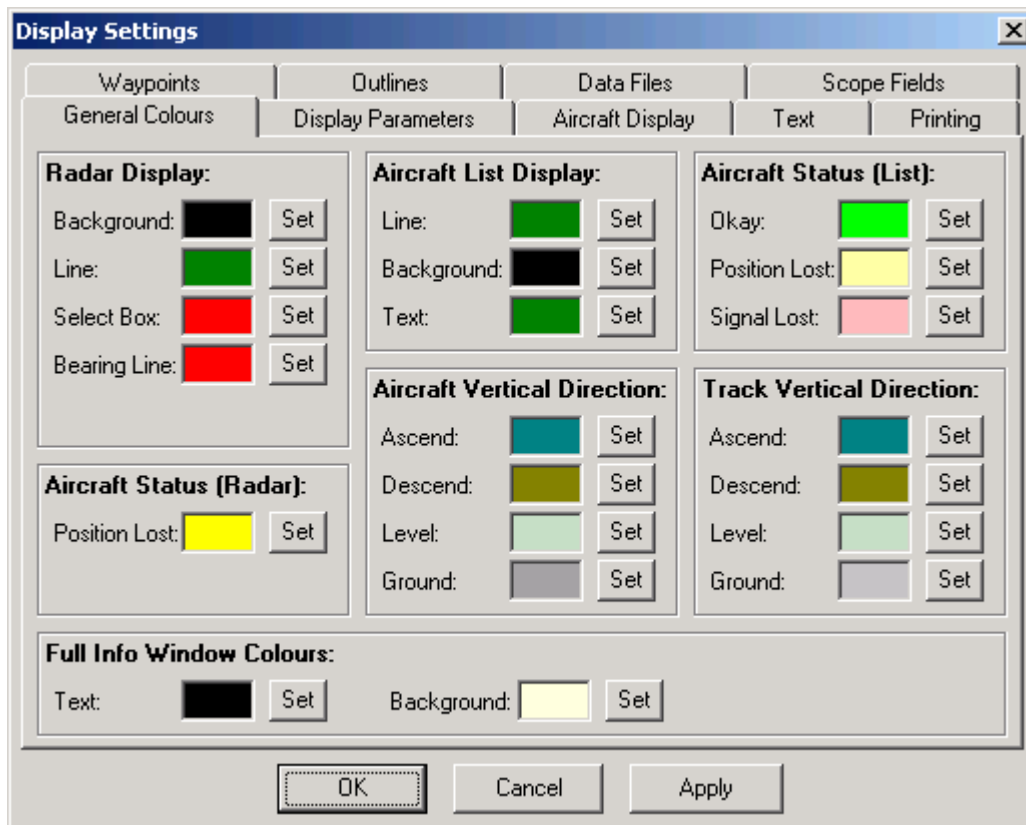 Display Settings
Waypoints Outlines Data Files Scope Fields
General Colours Display Parameters Aircraft Display Text Printing
Radar Display:
Background: Set
Line: Set
Select Box: Set
Bearing Line: Set
Aircraft Status (Radar):
Position Lost: Set
Aircraft List Display:
Line: Set
Background: Set
Text: Set
Aircraft Vertical Direction:
Ascend: Set
Descend: Set
Level: Set
Ground: Set
Aircraft Status (List):
Okay: Set
Position Lost: Set
Signal Lost: Set
Track Vertical Direction:
Ascend: Set
Descend: Set
Level: Set
Ground: Set
Full Info Window Colours:
Text: Set Background: Set
OK Cancel Apply